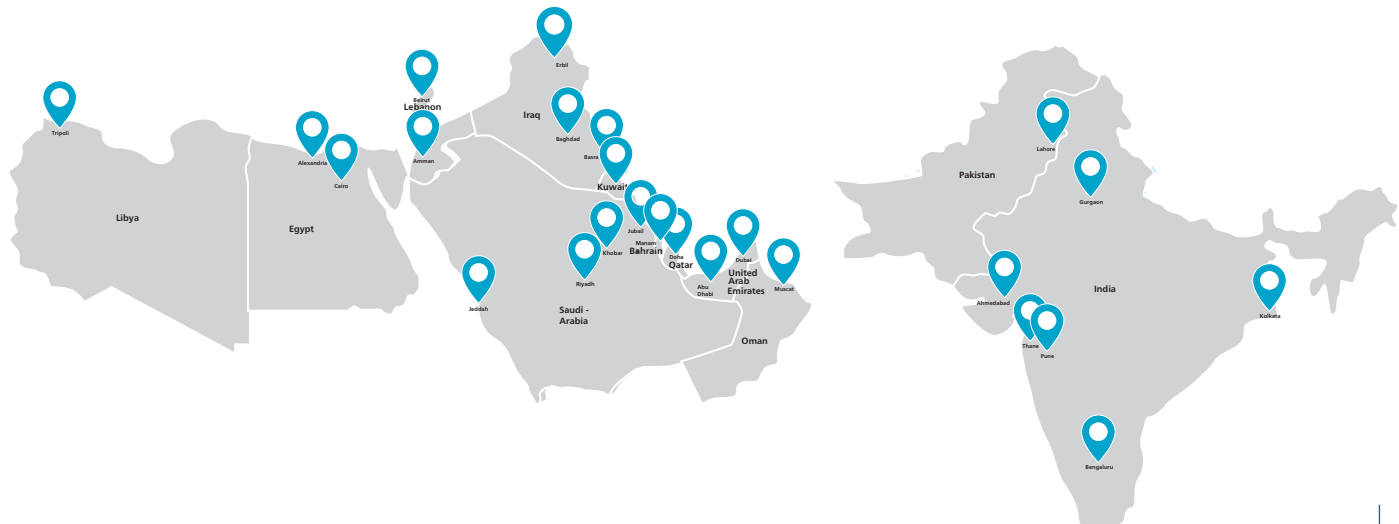 Erbil
Beirut
Lebanon
Iraq
Tripoli
Baghdad
Lahore
Alexandria
Amman
Basra
Cairo
Pakistan
Kuwait
Gurgaon
Libya
Egypt
Jubail
Manam
a
Khobar
Bahrain
Doha
Qatar
Dubai
United
Arab
Emirates
Riyadh
Abu
Dhabi
Muscat
India
Ahmedabad
Jeddah
Saudi -
Arabia
Kolkata
Oman
Thane
Pune
Bengaluru